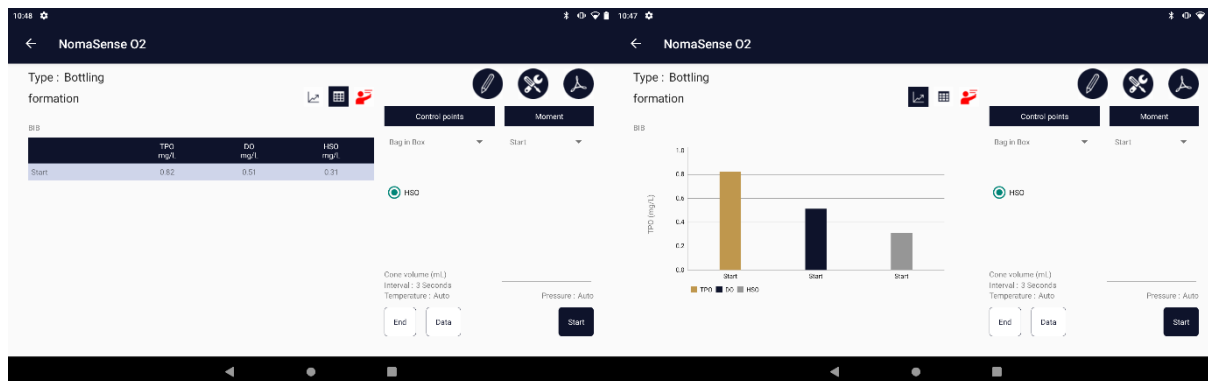 10:48
NomaSense O2
Type : Bottling
formation
Control points
Moment
BIB
Bag in Box
Start
TPO mg/L
DO mg/L
HSO mg/L
Start 0.82 0.51 0.31
HSO
Cone volume (mL)
Interval : 3 Seconds
Temperature : Auto
Pressure : Auto
End
Data
Start
10:47
NomaSense O2
Type : Bottling
formation
Control points
Moment
BIB
Bag in Box
Start
TPO (mg/L)
1.0
0.8
0.6
0.4
0.2
0.0
Start
Start
Start
TPO DO HSO
HSO
Cone volume (mL)
Interval : 3 Seconds
Temperature : Auto
Pressure : Auto
End
Data
Start